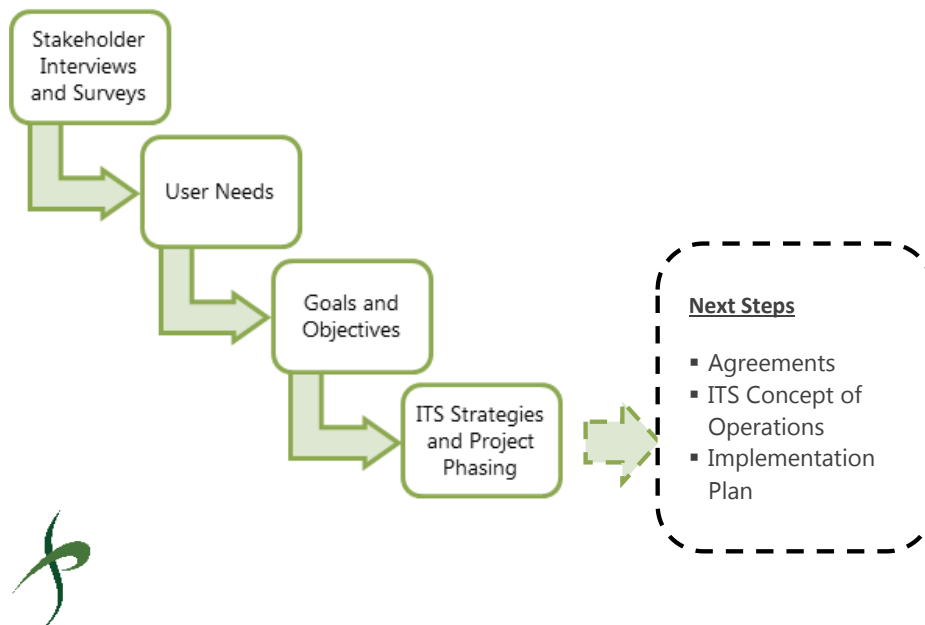 Stakeholder
Interviews
and Surveys
User Needs
Goals and
Objectives
ITS Strategies
and Project
Phasing
Next Steps
▪ Agreements
▪ ITS Concept of
Operations
▪ Implementation
Plan